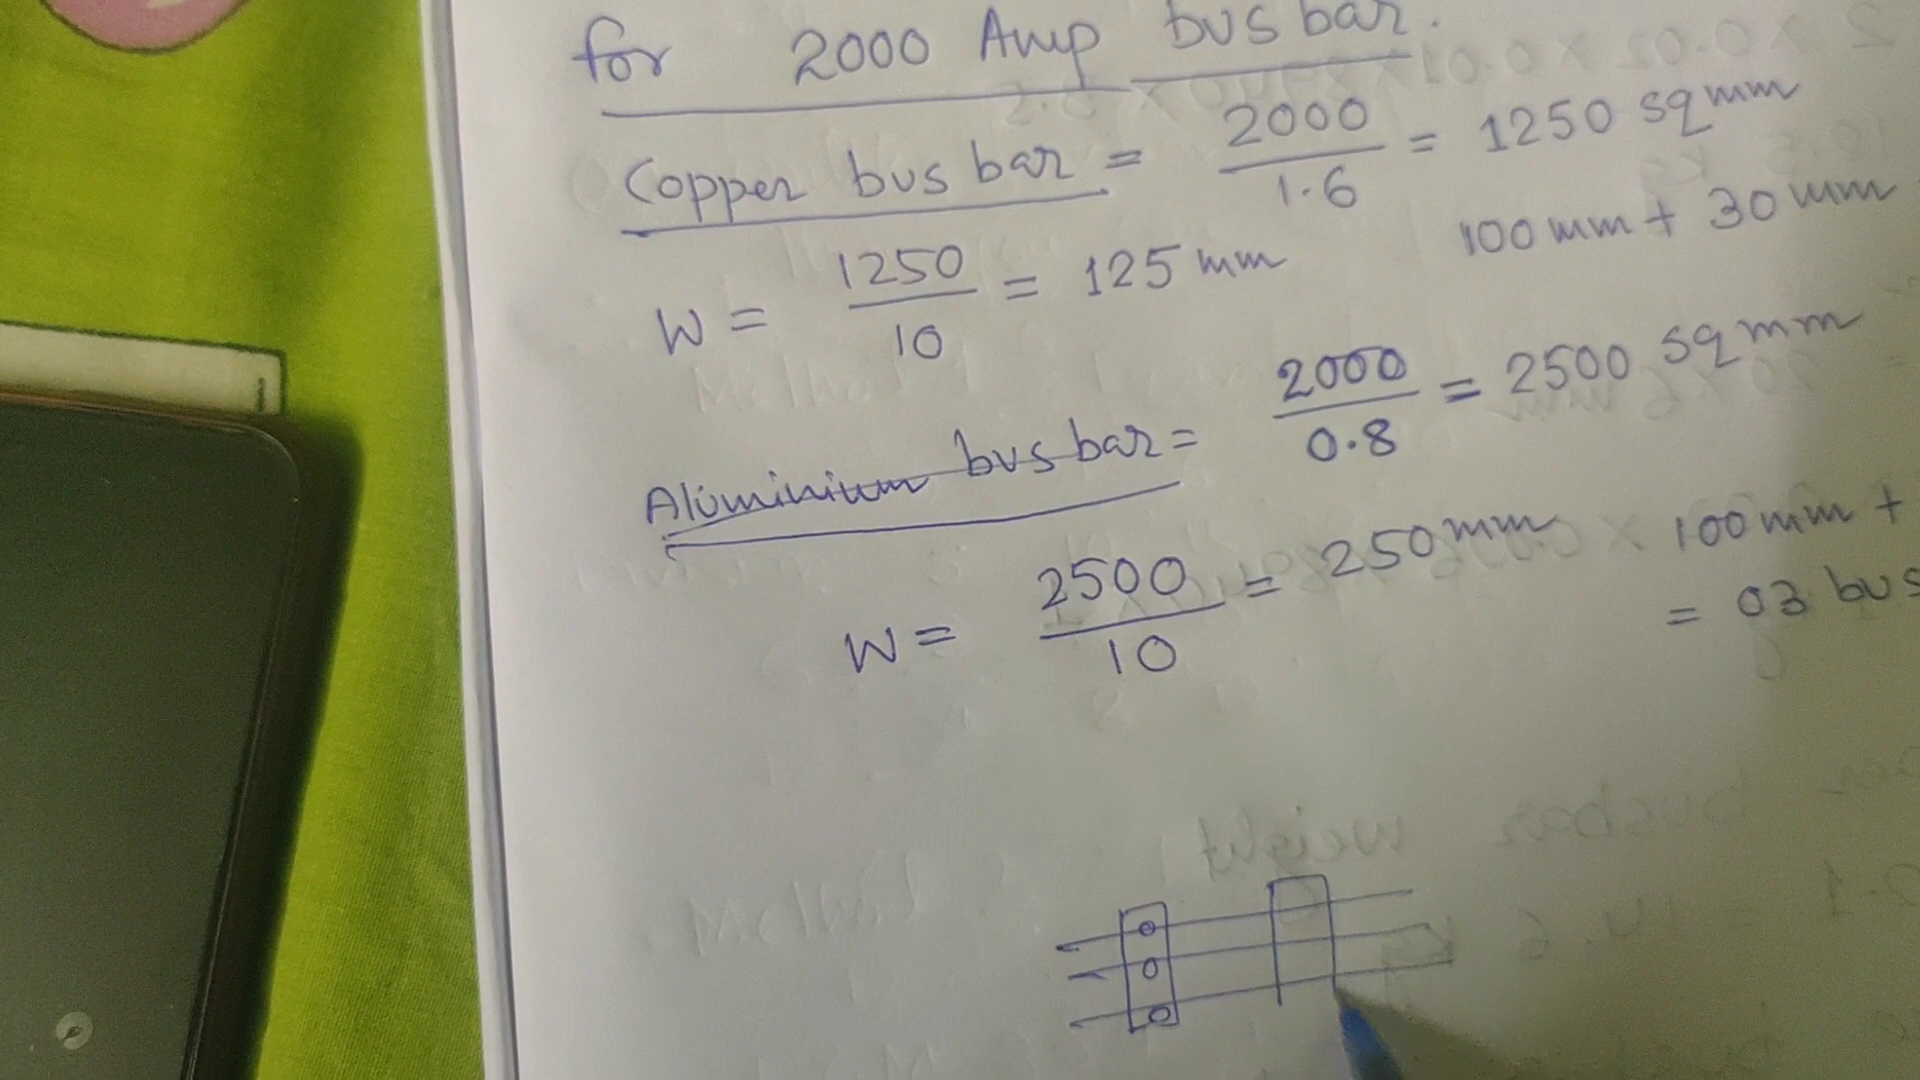 for 2000 Amp bus bar.
Copper bus bar = 2000 / 1.6 = 1250 sq mm
W = 1250 / 10 = 125 mm 100 mm + 30 mm
Aluminium bus bar = 2000 / 0.8 = 2500 sq mm
W = 2500 / 10 = 250 mm 100 mm +
= 03 bus